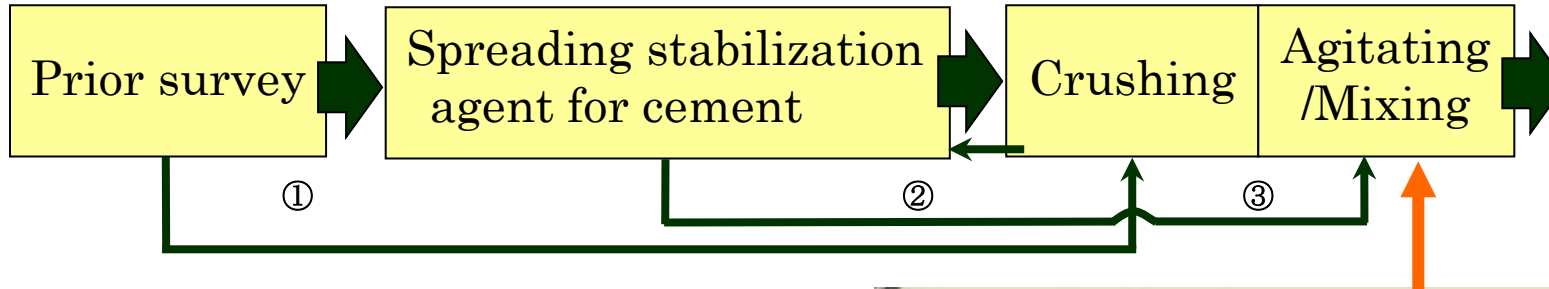 Prior survey
Spreading stabilization
agent for cement
Crushing
Agitating
/Mixing
①
②
③